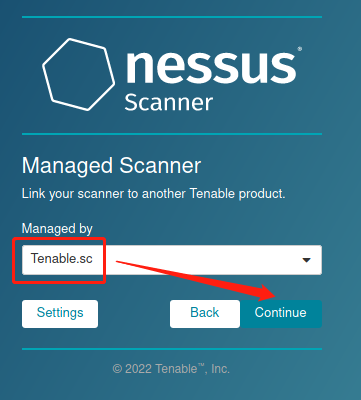 nessus®
Scanner
Managed Scanner
Link your scanner to another Tenable product.
Managed by
Tenable.sc
Settings Back Continue
© 2022 Tenable™, Inc.